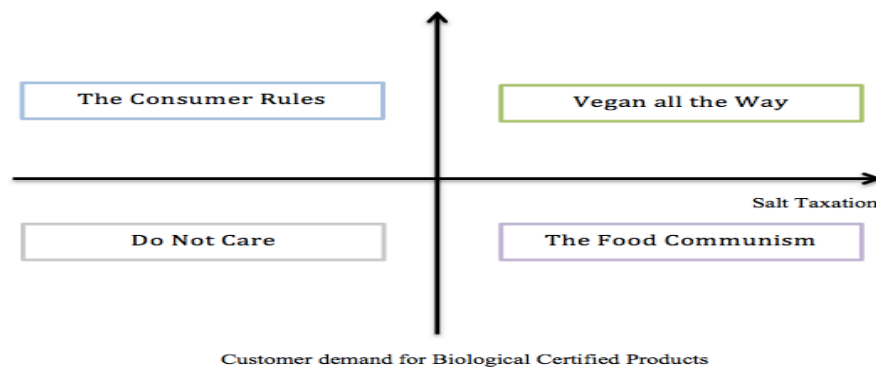 The Consumer Rules
Vegan all the Way
Salt Taxation
Do Not Care
The Food Communism
Customer demand for Biological Certified Products